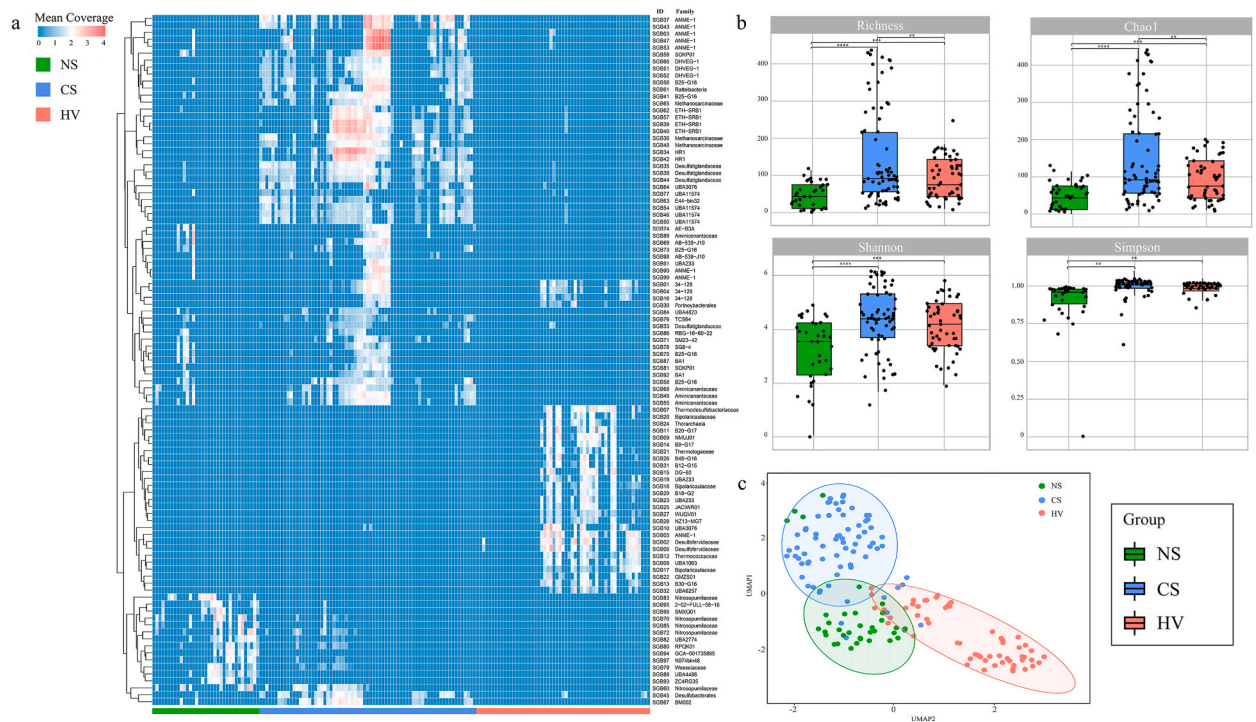 a
Mean Coverage
0 1 2 3 4
NS
CS
HV
ID Family
SGB37 ANME-1
SGB43 ANME-1
SGB03 ANME-1
SGB47 ANME-1
SGB53 ANME-1
SGB59 SOKP01
SGB66 DHVEG-1
SGB51 DHVEG-1
SGB52 DHVEG-1
SGB56 B25-G16
SGB61 Ratteibacteria
SGB41 B25-G16
SGB65 Methanosarcinaceae
SGB62 ETH-SRB1
SGB57 ETH-SRB1
SGB39 ETH-SRB1
SGB40 ETH-SRB1
SGB36 Methanosarcinaceae
SGB48 Methanosarcinaceae
SGB34 HR1
SGB42 HR1
SGB35 Desulfatiglandaceae
SGB38 Desulfatiglandaceae
SGB44 Desulfatiglandaceae
SGB64 UBA3076
SGB77 UBA11574
SGB63 E44-bin32
SGB54 UBA11574
SGB46 UBA11574
SGB50 UBA11574
SGB74 AE-B3A
SGB89 Aminicenantaceae
SGB69 AB-539-J10
SGB73 B25-G16
SGB98 AB-539-J10
SGB91 UBA233
SGB90 ANME-1
SGB99 ANME-1
SGB01 34-128
SGB04 34-128
SGB16 34-128
SGB30 Portnoybacterales
SGB84 UBA4823
SGB76 TCS64
SGB33 Desulfatiglandaceae
SGB86 RBG-16-60-22
SGB71 SM23-42
SGB78 SG8-4
SGB75 B25-G16
SGB87 BA1
SGB81 SOKP01
SGB92 BA1
SGB58 B25-G16
SGB68 Aminicenantaceae
SGB49 Aminicenantaceae
SGB55 Aminicenantaceae
SGB07 Thermodesulfobacteriaceae
SGB20 Bipolaricaulaceae
SGB24 Thorarchaeia
SGB11 B20-G17
SGB09 NMUJ01
SGB14 B9-G17
SGB21 Thermotogaceae
SGB26 B48-G16
SGB31 B12-G15
SGB15 DG-60
SGB19 UBA233
SGB18 Bipolaricaulaceae
SGB29 B18-G2
SGB23 UBA233
SGB25 JACIWR01
SGB27 WUQV01
SGB28 NZ13-MGT
SGB10 UBA3076
SGB05 ANME-1
SGB02 Desulfofervidaceae
SGB00 Desulfofervidaceae
SGB12 Thermococcaceae
SGB08 UBA1063
SGB17 Bipolaricaulaceae
SGB22 QMZS01
SGB13 B30-G16
SGB32 UBA6257
SGB83 Nitrosopumilaceae
SGB95 2-02-FULL-58-16
SGB96 SMXQ01
SGB70 Nitrosopumilaceae
SGB85 Nitrosopumilaceae
SGB72 Nitrosopumilaceae
SGB82 UBA2774
SGB80 RPQK01
SGB94 GCA-001735895
SGB97 N074bin48
SGB79 Woeseiaceae
SGB88 UBA4486
SGB93 ZC4RG35
SGB60 Nitrosopumilaceae
SGB45 Desulfobacterales
SGB67 BM002
b
Richness
****
***
**
400
300
200
100
0
Chao1
****
***
**
400
300
200
100
0
Shannon
****
***
6
4
2
0
Simpson
**
**
1.00
0.75
0.50
0.25
0
c
4
2
0
-2
UMAP1
-2 0 2
UMAP2
NS
CS
HV
Group
NS
CS
HV